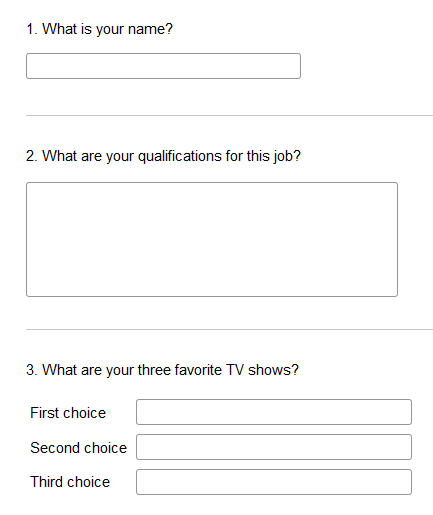 1. What is your name?
2. What are your qualifications for this job?
3. What are your three favorite TV shows?
First choice
Second choice
Third choice